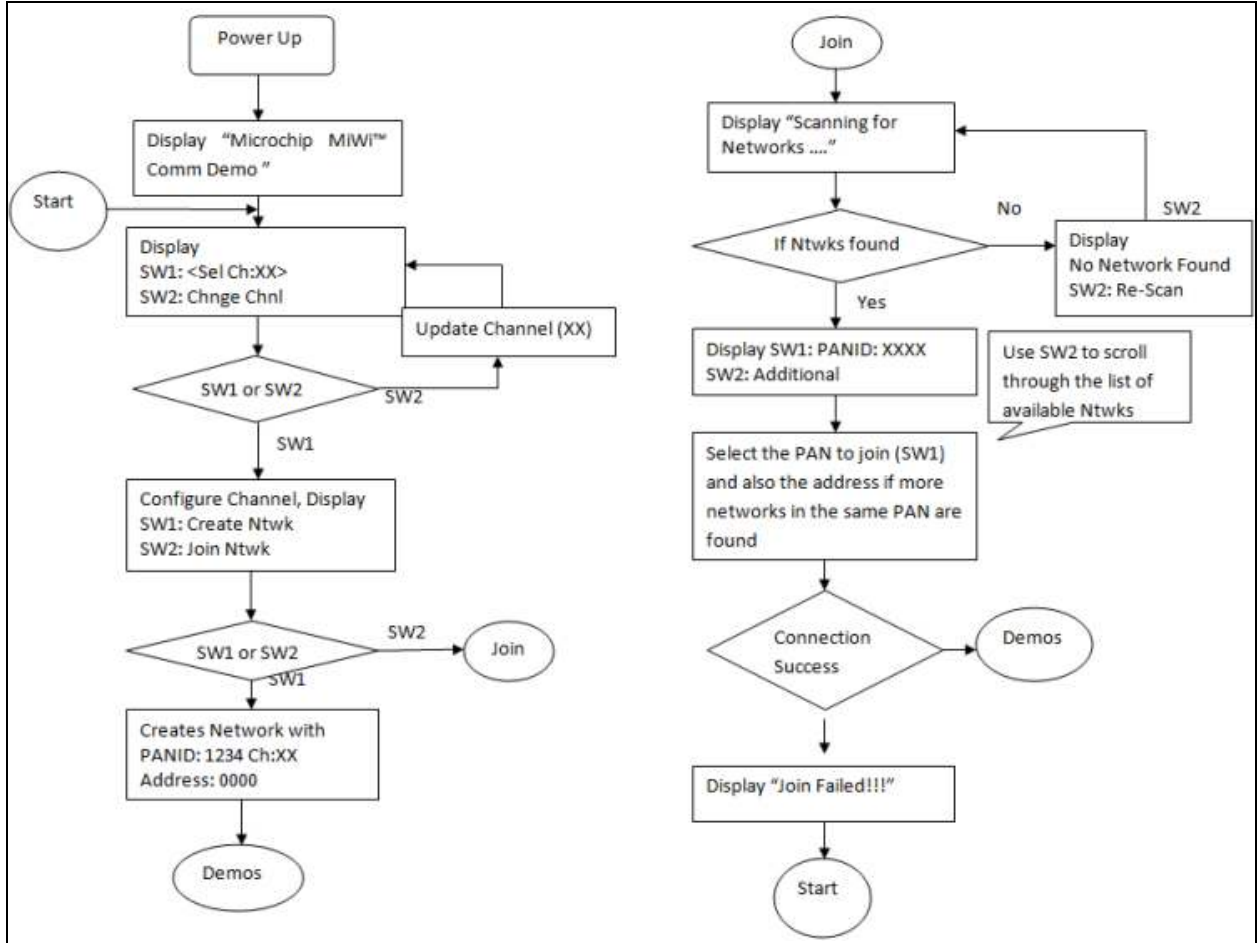 Power Up
Display "Microchip MiWi™
Comm Demo "
Start
Display
SW1: <Sel Ch:XX>
SW2: Chnge Chnl
Update Channel (XX)
SW1 or SW2
SW2
SW1
Configure Channel, Display
SW1: Create Ntwk
SW2: Join Ntwk
SW1 or SW2
SW2
Join
SW1
Creates Network with
PANID: 1234 Ch:XX
Address: 0000
Demos
Join
Display "Scanning for
Networks ...."
If Ntwks found
No
SW2
Display
No Network Found
SW2: Re-Scan
Yes
Display SW1: PANID: XXXX
SW2: Additional
Use SW2 to scroll
through the list of
available Ntwks
Select the PAN to join (SW1)
and also the address if more
networks in the same PAN are
found
Connection
Success
Demos
Display "Join Failed!!!"
Start